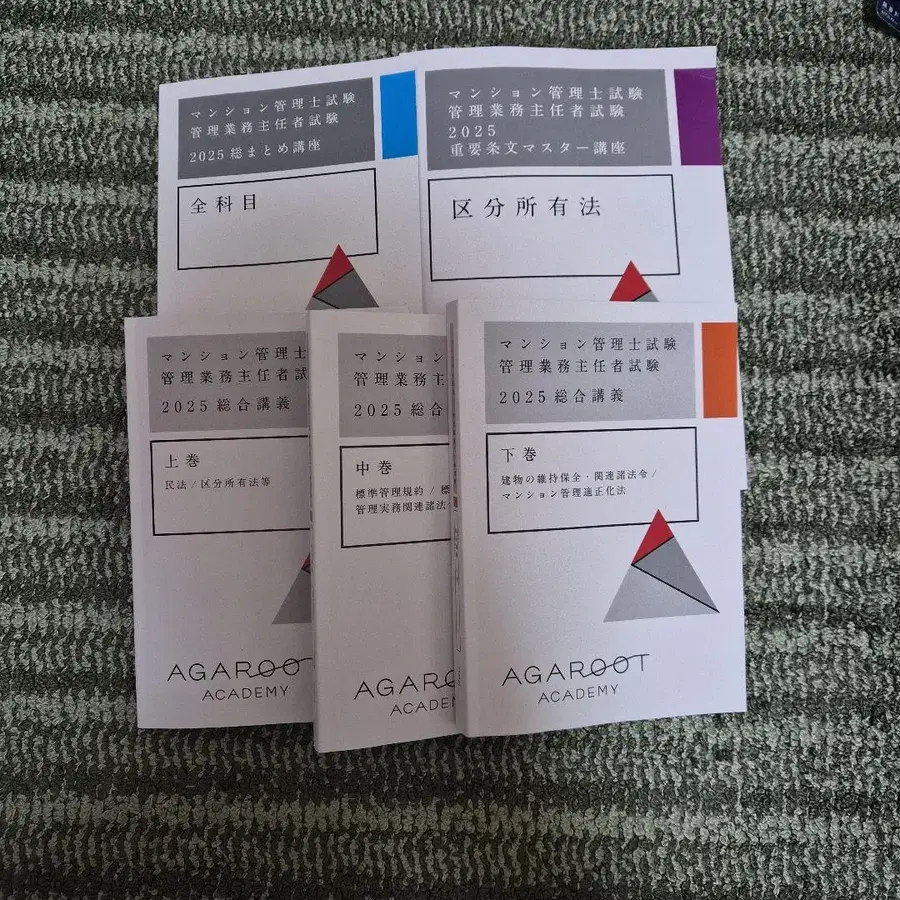 マンション管理士試験
管理業務主任者試験
2025総まとめ講座
全科目
マンション管理士試験
管理業務主任者試験
2025
重要条文マスター講座
区分所有法
マンション管理士
管理業務主任者試
2025総合講義
上巻
民法/区分所有法等
AGAROOT
ACADEMY
マンション
管理業務主
2025総合
中巻
標準管理規約/標
管理実務関連諸法
AGARO
ACADEM
マンション管理士試験
管理業務主任者試験
2025総合講義
下巻
建物の維持保全・関連諸法令/
マンション管理適正化法
AGAROOT
ACADEMY